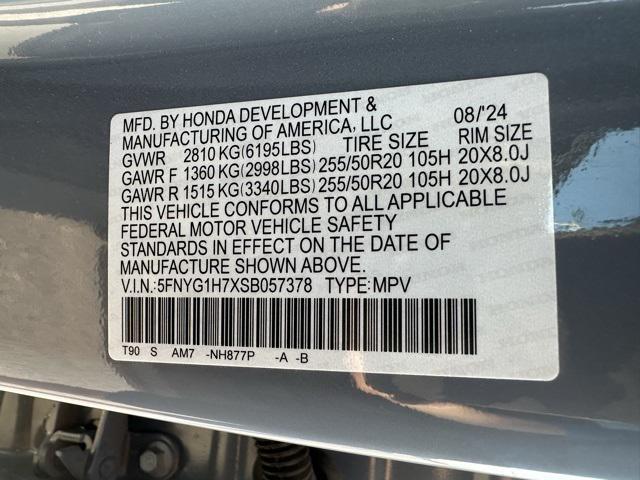 MFD. BY HONDA DEVELOPMENT & 08/'24
MANUFACTURING OF AMERICA, LLC
GVWR 2810 KG(6195LBS) TIRE SIZE RIM SIZE
GAWR F 1360 KG(2998LBS) 255/50R20 105H 20X8.0J
GAWR R 1515 KG(3340LBS) 255/50R20 105H 20X8.0J
THIS VEHICLE CONFORMS TO ALL APPLICABLE
FEDERAL MOTOR VEHICLE SAFETY
STANDARDS IN EFFECT ON THE DATE OF
MANUFACTURE SHOWN ABOVE.
V.I.N.:5FNYG1H7XSB057378 TYPE:MPV
T90 S AM7 -NH877P -A -B